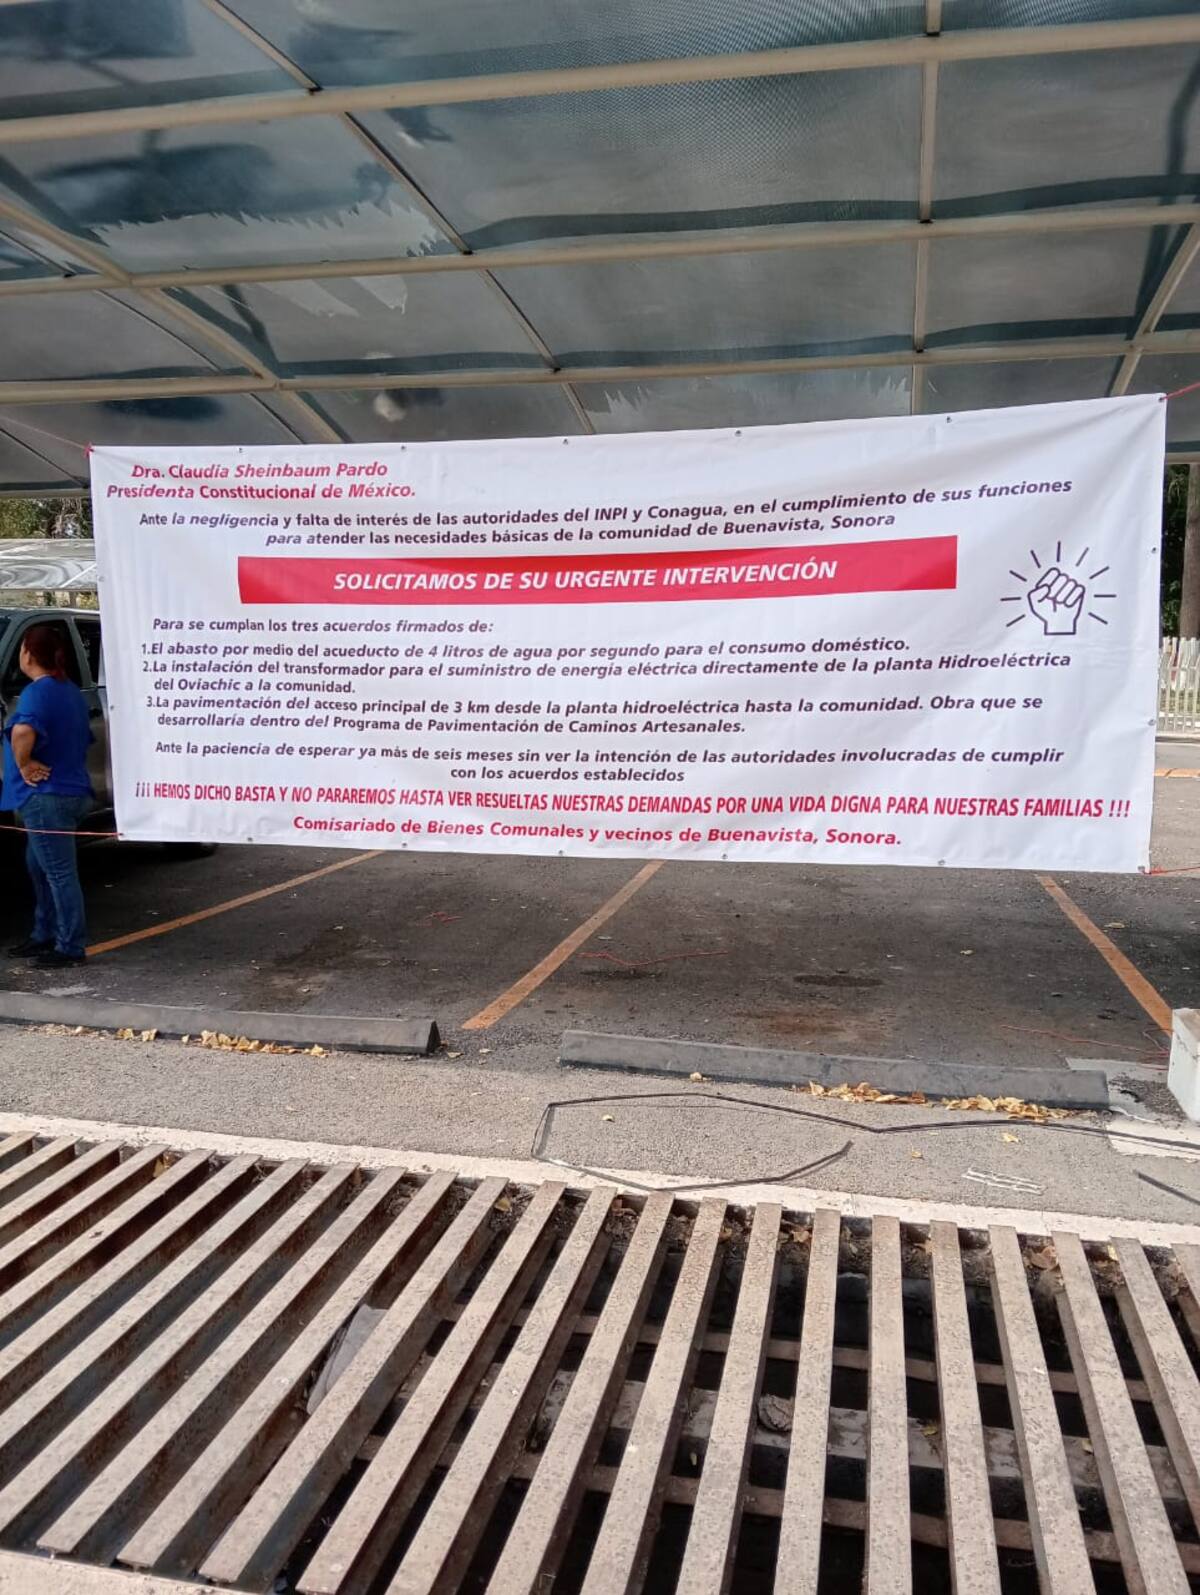 Dra. Claudia Sheinbaum Pardo
Presidenta Constitucional de México.
Ante la negligencia y falta de interés de las autoridades del INPI y Conagua, en el cumplimiento de sus funciones
para atender las necesidades básicas de la comunidad de Buenavista, Sonora
SOLICITAMOS DE SU URGENTE INTERVENCIÓN
Para se cumplan los tres acuerdos firmados de:
1.El abasto por medio del acueducto de 4 litros de agua por segundo para el consumo doméstico.
2.La instalación del transformador para el suministro de energía eléctrica directamente de la planta Hidroeléctrica
del Oviachic a la comunidad.
3.La pavimentación del acceso principal de 3 km desde la planta hidroeléctrica hasta la comunidad. Obra que se
desarrollaría dentro del Programa de Pavimentación de Caminos Artesanales.
Ante la paciencia de esperar ya más de seis meses sin ver la intención de las autoridades involucradas de cumplir
con los acuerdos establecidos
¡¡¡ HEMOS DICHO BASTA Y NO PARAREMOS HASTA VER RESUELTAS NUESTRAS DEMANDAS POR UNA VIDA DIGNA PARA NUESTRAS FAMILIAS !!!
Comisariado de Bienes Comunales y vecinos de Buenavista, Sonora.